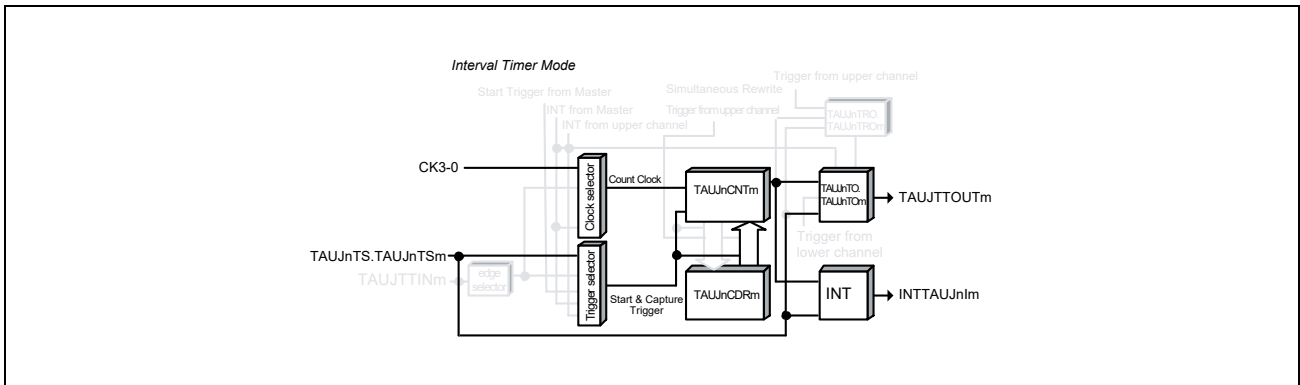 Interval Timer Mode
Trigger from upper channel
Start Trigger from Master
Simultaneous Rewrite
INT from Master
Trigger from upper channel
INT from upper channel
TAUJnTRO.
TAUJnTROm
CK3-0
Clock selector
Count Clock
TAUJnCNTm
TAUJnTO.
TAUJnTOm
TAUJTTOUTm
TAUJnTS.TAUJnTSm
Trigger from
lower channel
TAUJTTINm
edge
selector
Trigger selector
Start & Capture
Trigger
TAUJnCDRm
INT
INTTAUJnIm